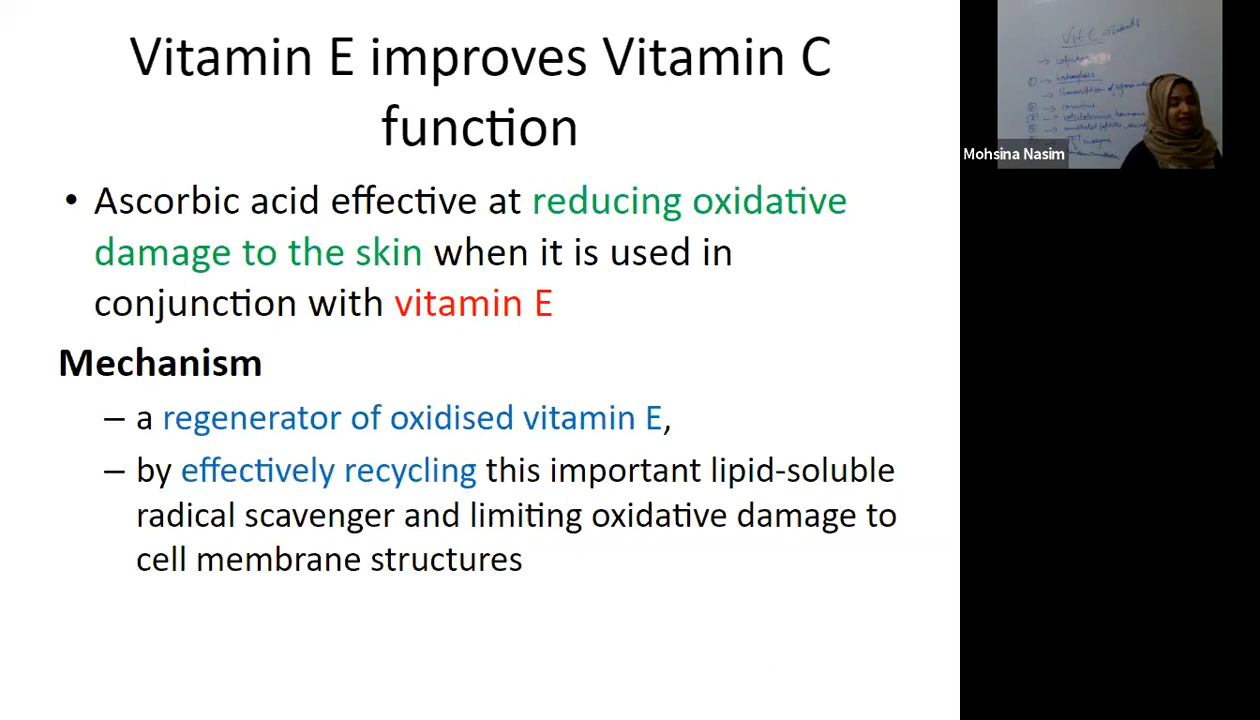 Vitamin E improves Vitamin C
function
• Ascorbic acid effective at reducing oxidative
damage to the skin when it is used in
conjunction with vitamin E
Mechanism
– a regenerator of oxidised vitamin E,
– by effectively recycling this important lipid-soluble
radical scavenger and limiting oxidative damage to
cell membrane structures
Vit C
Mohsina Nasim